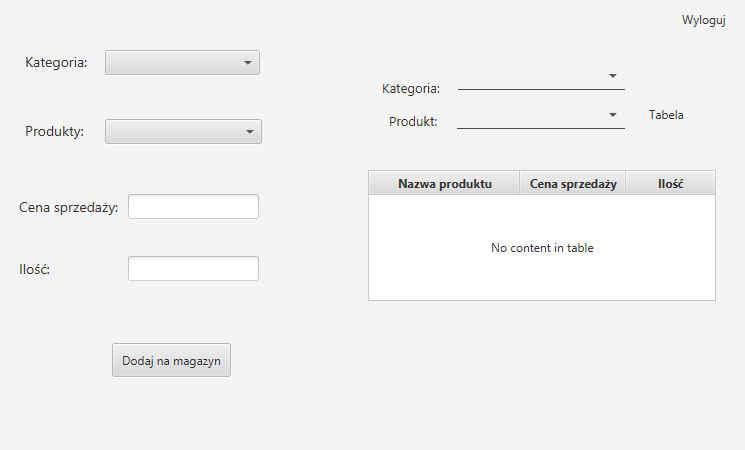 Wyloguj
Kategoria:
Produkty:
Cena sprzedaży:
Ilość:
Dodaj na magazyn
Kategoria:
Produkt:
Tabela
Nazwa produktu Cena sprzedaży Ilość
No content in table